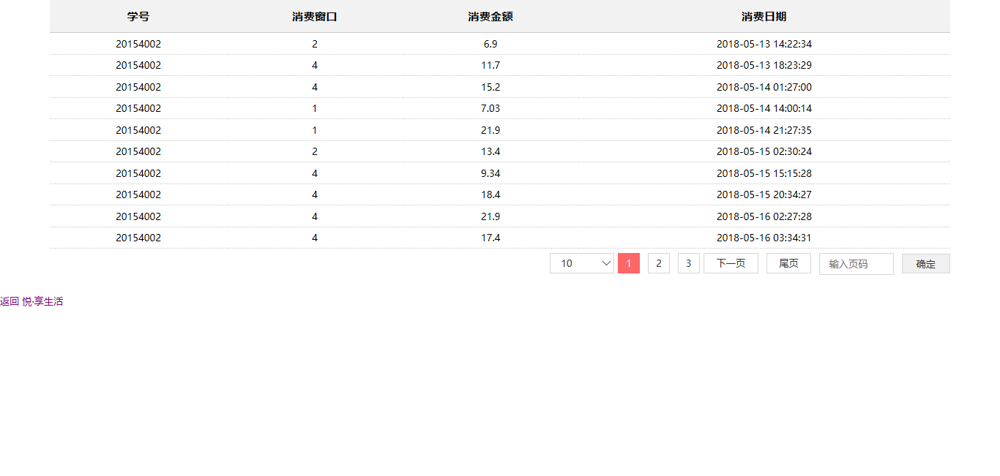 学号 消费窗口 消费金额 消费日期
20154002 2 6.9 2018-05-13 14:22:34
20154002 4 11.7 2018-05-13 18:23:29
20154002 4 15.2 2018-05-14 01:27:00
20154002 1 7.03 2018-05-14 14:00:14
20154002 1 21.9 2018-05-14 21:27:35
20154002 2 13.4 2018-05-15 02:30:24
20154002 4 9.34 2018-05-15 15:15:28
20154002 4 18.4 2018-05-15 20:34:27
20154002 4 21.9 2018-05-16 02:27:28
20154002 4 17.4 2018-05-16 03:34:31
10 1 2 3 下一页 尾页 输入页码 确定
返回 悦·享生活